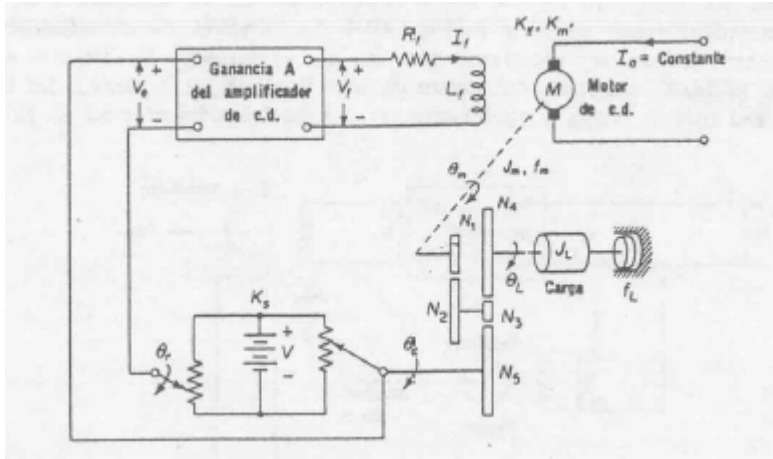 K_g, K_m'
R_f
I_f
I_a = Constante
Ganancia A
del amplificador
de c.d.
+
V_e
−
+
V_f
−
L_f
M
Motor
de c.d.
θ_m
J_m, f_m
N_1
N_4
θ_L
J_L
Carga
f_L
N_2
N_3
K_s
+
V
−
θ_r
θ_c
N_5